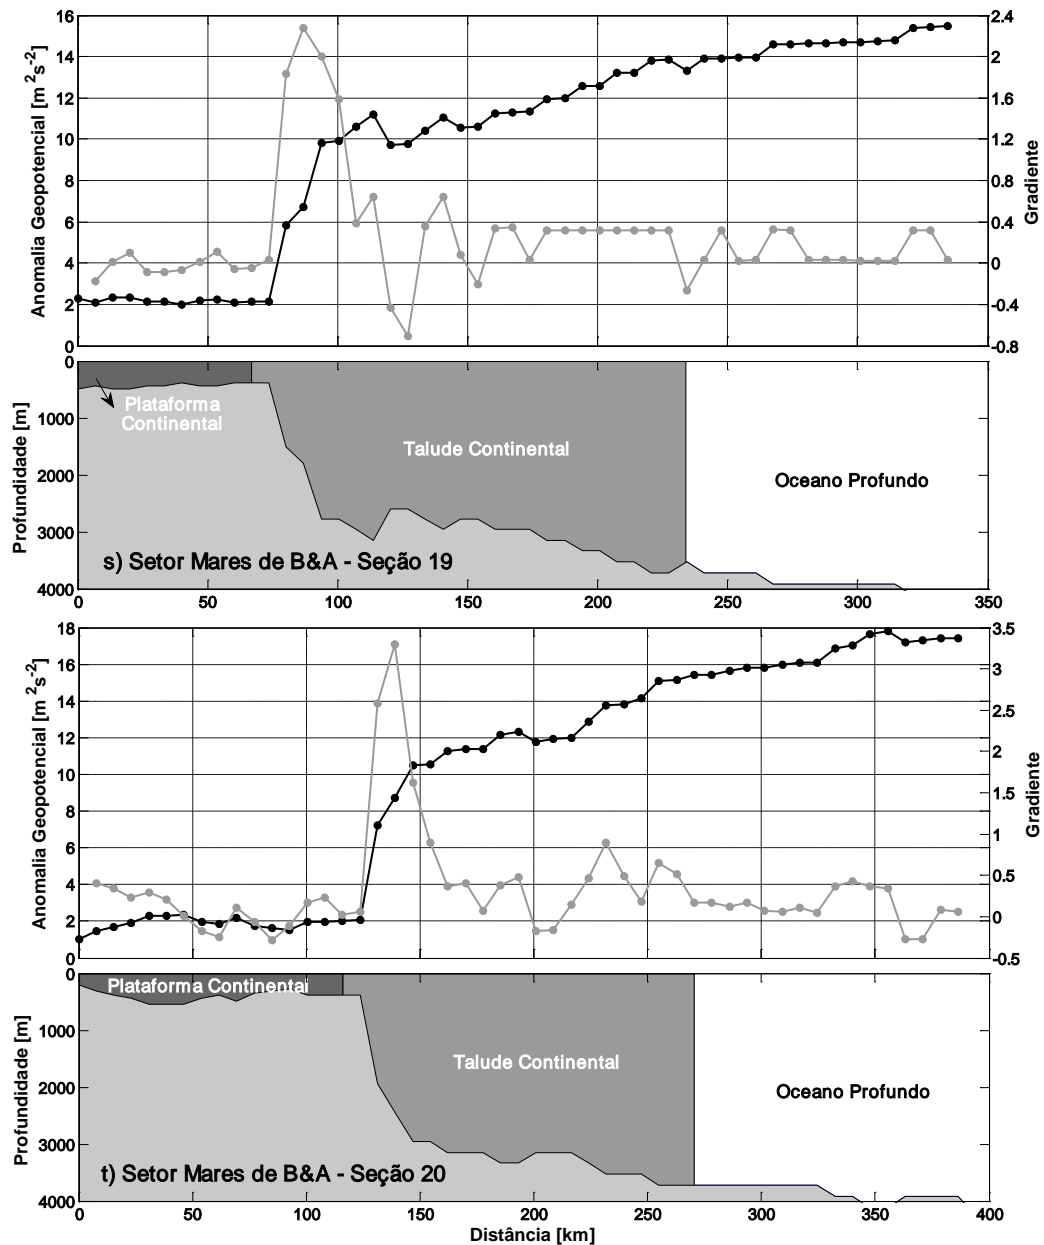 16
14
12
10
8
6
4
2
0
Anomalia Geopotencial [m²s⁻²]
2.4
2
1.6
1.2
0.8
0.4
0
-0.4
-0.8
Gradiente
0
1000
2000
3000
4000
Profundidade [m]
Plataforma
Continental
Talude Continental
Oceano Profundo
s) Setor Mares de B&A - Seção 19
0 50 100 150 200 250 300 350
18
16
14
12
10
8
6
4
2
0
Anomalia Geopotencial [m²s⁻²]
3.5
3
2.5
2
1.5
1
0.5
0
-0.5
Gradiente
0
1000
2000
3000
4000
Profundidade [m]
Plataforma Continental
Talude Continental
Oceano Profundo
t) Setor Mares de B&A - Seção 20
0 50 100 150 200 250 300 350 400
Distância [km]